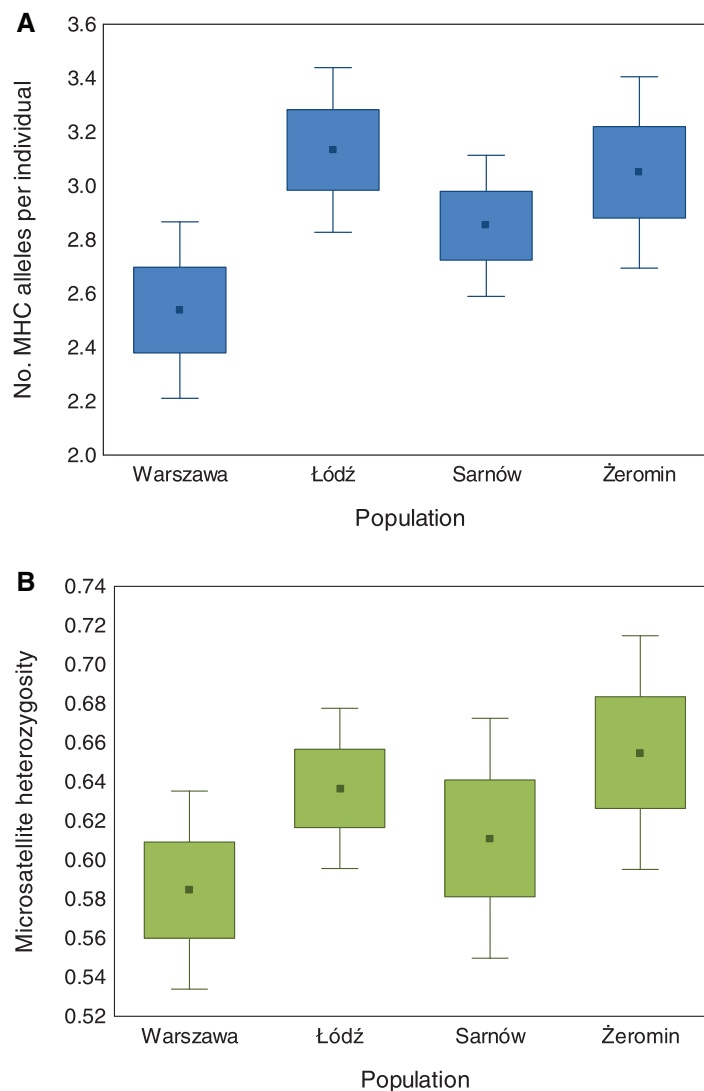 A
No. MHC alleles per individual
3.6
3.4
3.2
3.0
2.8
2.6
2.4
2.2
2.0
Warszawa Łódź Sarnów Żeromin
Population
B
Microsatellite heterozygosity
0.74
0.72
0.70
0.68
0.66
0.64
0.62
0.60
0.58
0.56
0.54
0.52
Warszawa Łódź Sarnów Żeromin
Population